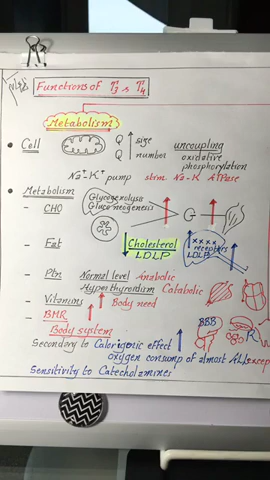 Functions of T3 & T4
Metabolism
Cell
size
number
uncoupling
oxidative
phosphorylation
Na+-K+ pump stim Na-K ATPase
Metabolism
- CHO
Glycogenolysis
Gluconeogenesis
G
G
- Fat
Cholesterol
LDLP
xxxx
receptors
LDLP
- Ptn Normal level Anabolic
Hyperthyroidism Catabolic
- Vitamins Body need
- BMR
Body system
BBB
Secondary to Calorigenic effect
oxygen consump of almost ALL excep
Sensitivity to Catecholamines